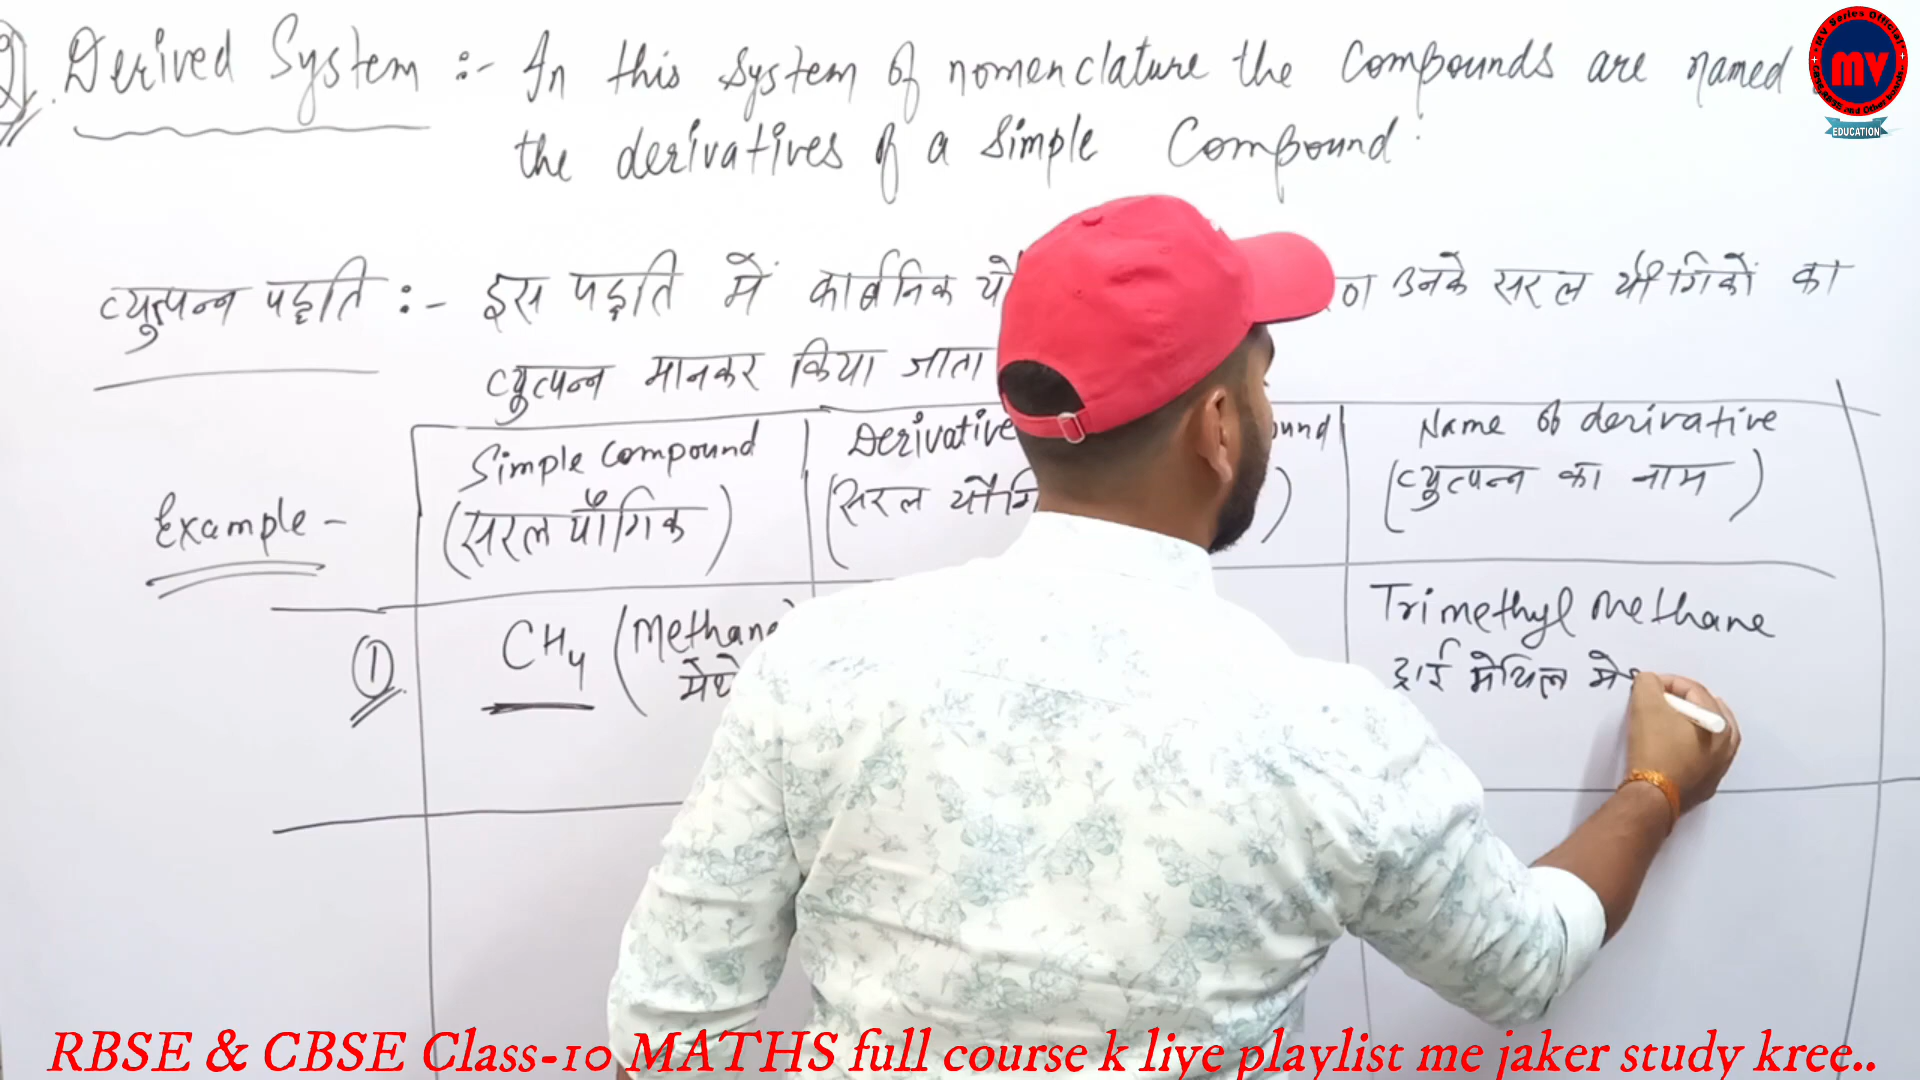 Derived System :- In this system of nomenclature the compounds are named
the derivatives of a simple Compound.
व्युत्पन्न पद्धति :- इस पद्धति में कार्बनिक उनके सरल यौगिकों का
व्युत्पन्न मानकर किया जाता
Simple Compound
(सरल यौगिक)
Derivative
(सरल
Name of derivative
(व्युत्पन्न का नाम)
Example -
①
CH4 (Methane
Trimethyl methane
ट्राई मेथिल
MV Series Official
MV
EDUCATION
RBSE & CBSE Class-10 MATHS full course k liye playlist me jaker study kree..